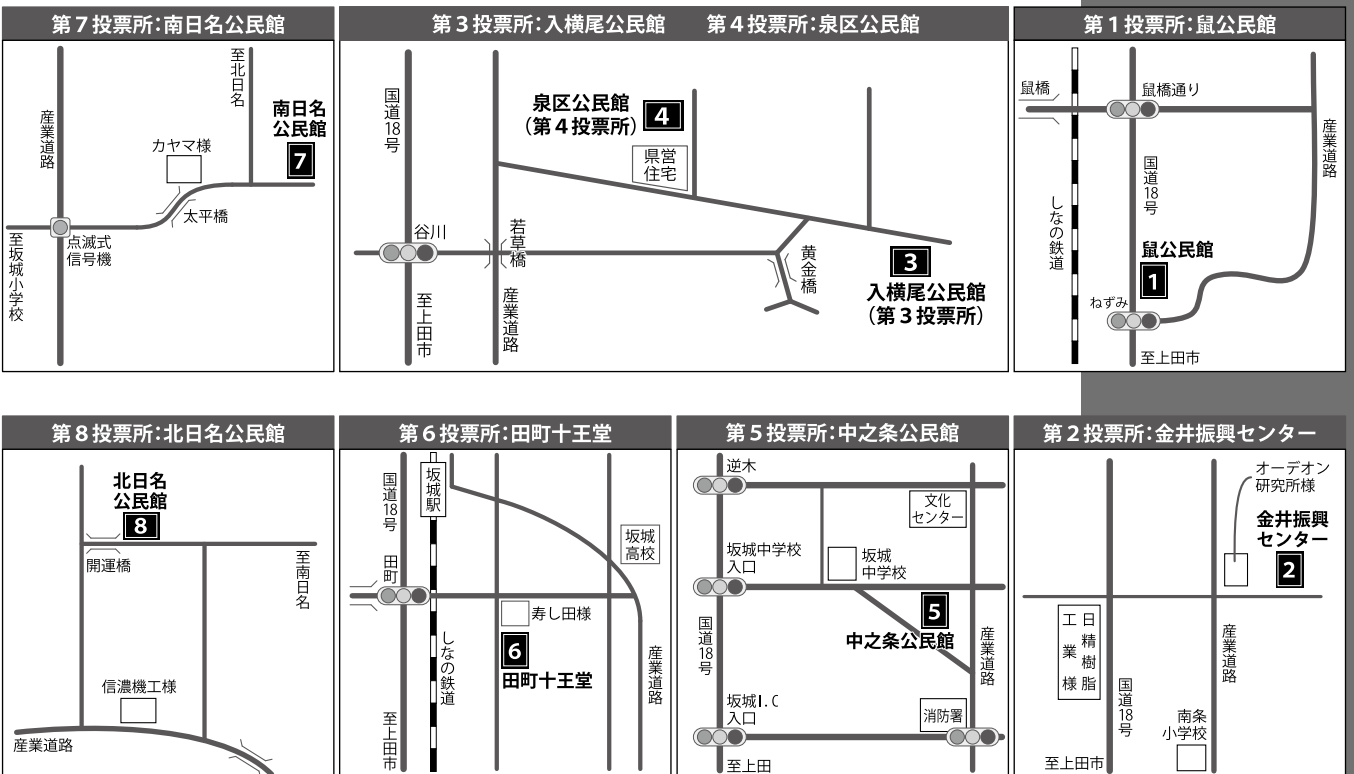 第7投票所：南日名公民館
至北日名
産業道路
南日名
公民館
7
カヤマ様
太平橋
点滅式
信号機
至坂城小学校
第3投票所：入横尾公民館　第4投票所：泉区公民館
国道18号
泉区公民館
（第4投票所）
4
県営
住宅
谷川
若草橋
黄金橋
3
入横尾公民館
（第3投票所）
至上田市
産業道路
第1投票所：鼠公民館
鼠橋
鼠橋通り
産業道路
国道18号
しなの鉄道
鼠公民館
1
ねずみ
至上田市
第8投票所：北日名公民館
北日名
公民館
8
開運橋
至南日名
信濃機工様
産業道路
第6投票所：田町十王堂
国道18号
坂城駅
坂城
高校
田町
寿し田様
6
田町十王堂
しなの鉄道
産業道路
至上田市
第5投票所：中之条公民館
逆木
文化
センター
坂城中学校
入口
坂城
中学校
5
中之条公民館
国道18号
産業道路
坂城I.C
入口
消防署
至上田
第2投票所：金井振興センター
オーデオン
研究所様
金井振興
センター
2
日精樹脂
工業様
産業道路
国道18号
南条
小学校
至上田市